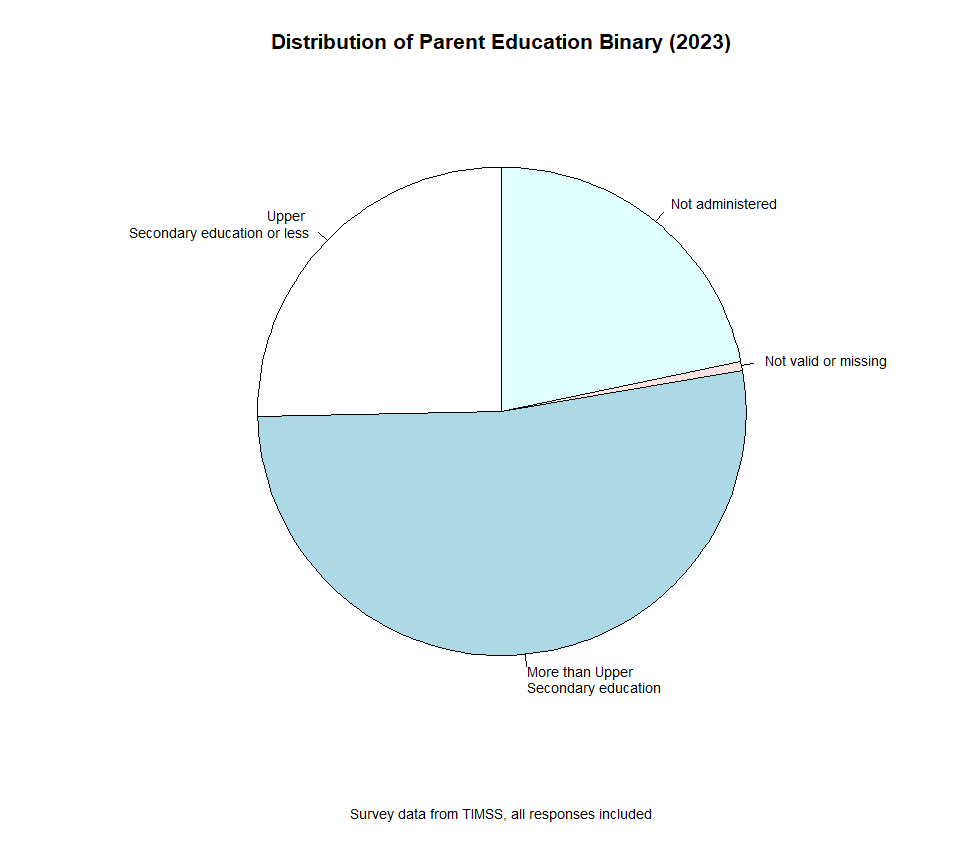 Distribution of Parent Education Binary (2023)
Not administered
Upper
Secondary education or less
Not valid or missing
More than Upper
Secondary education
Survey data from TIMSS, all responses included